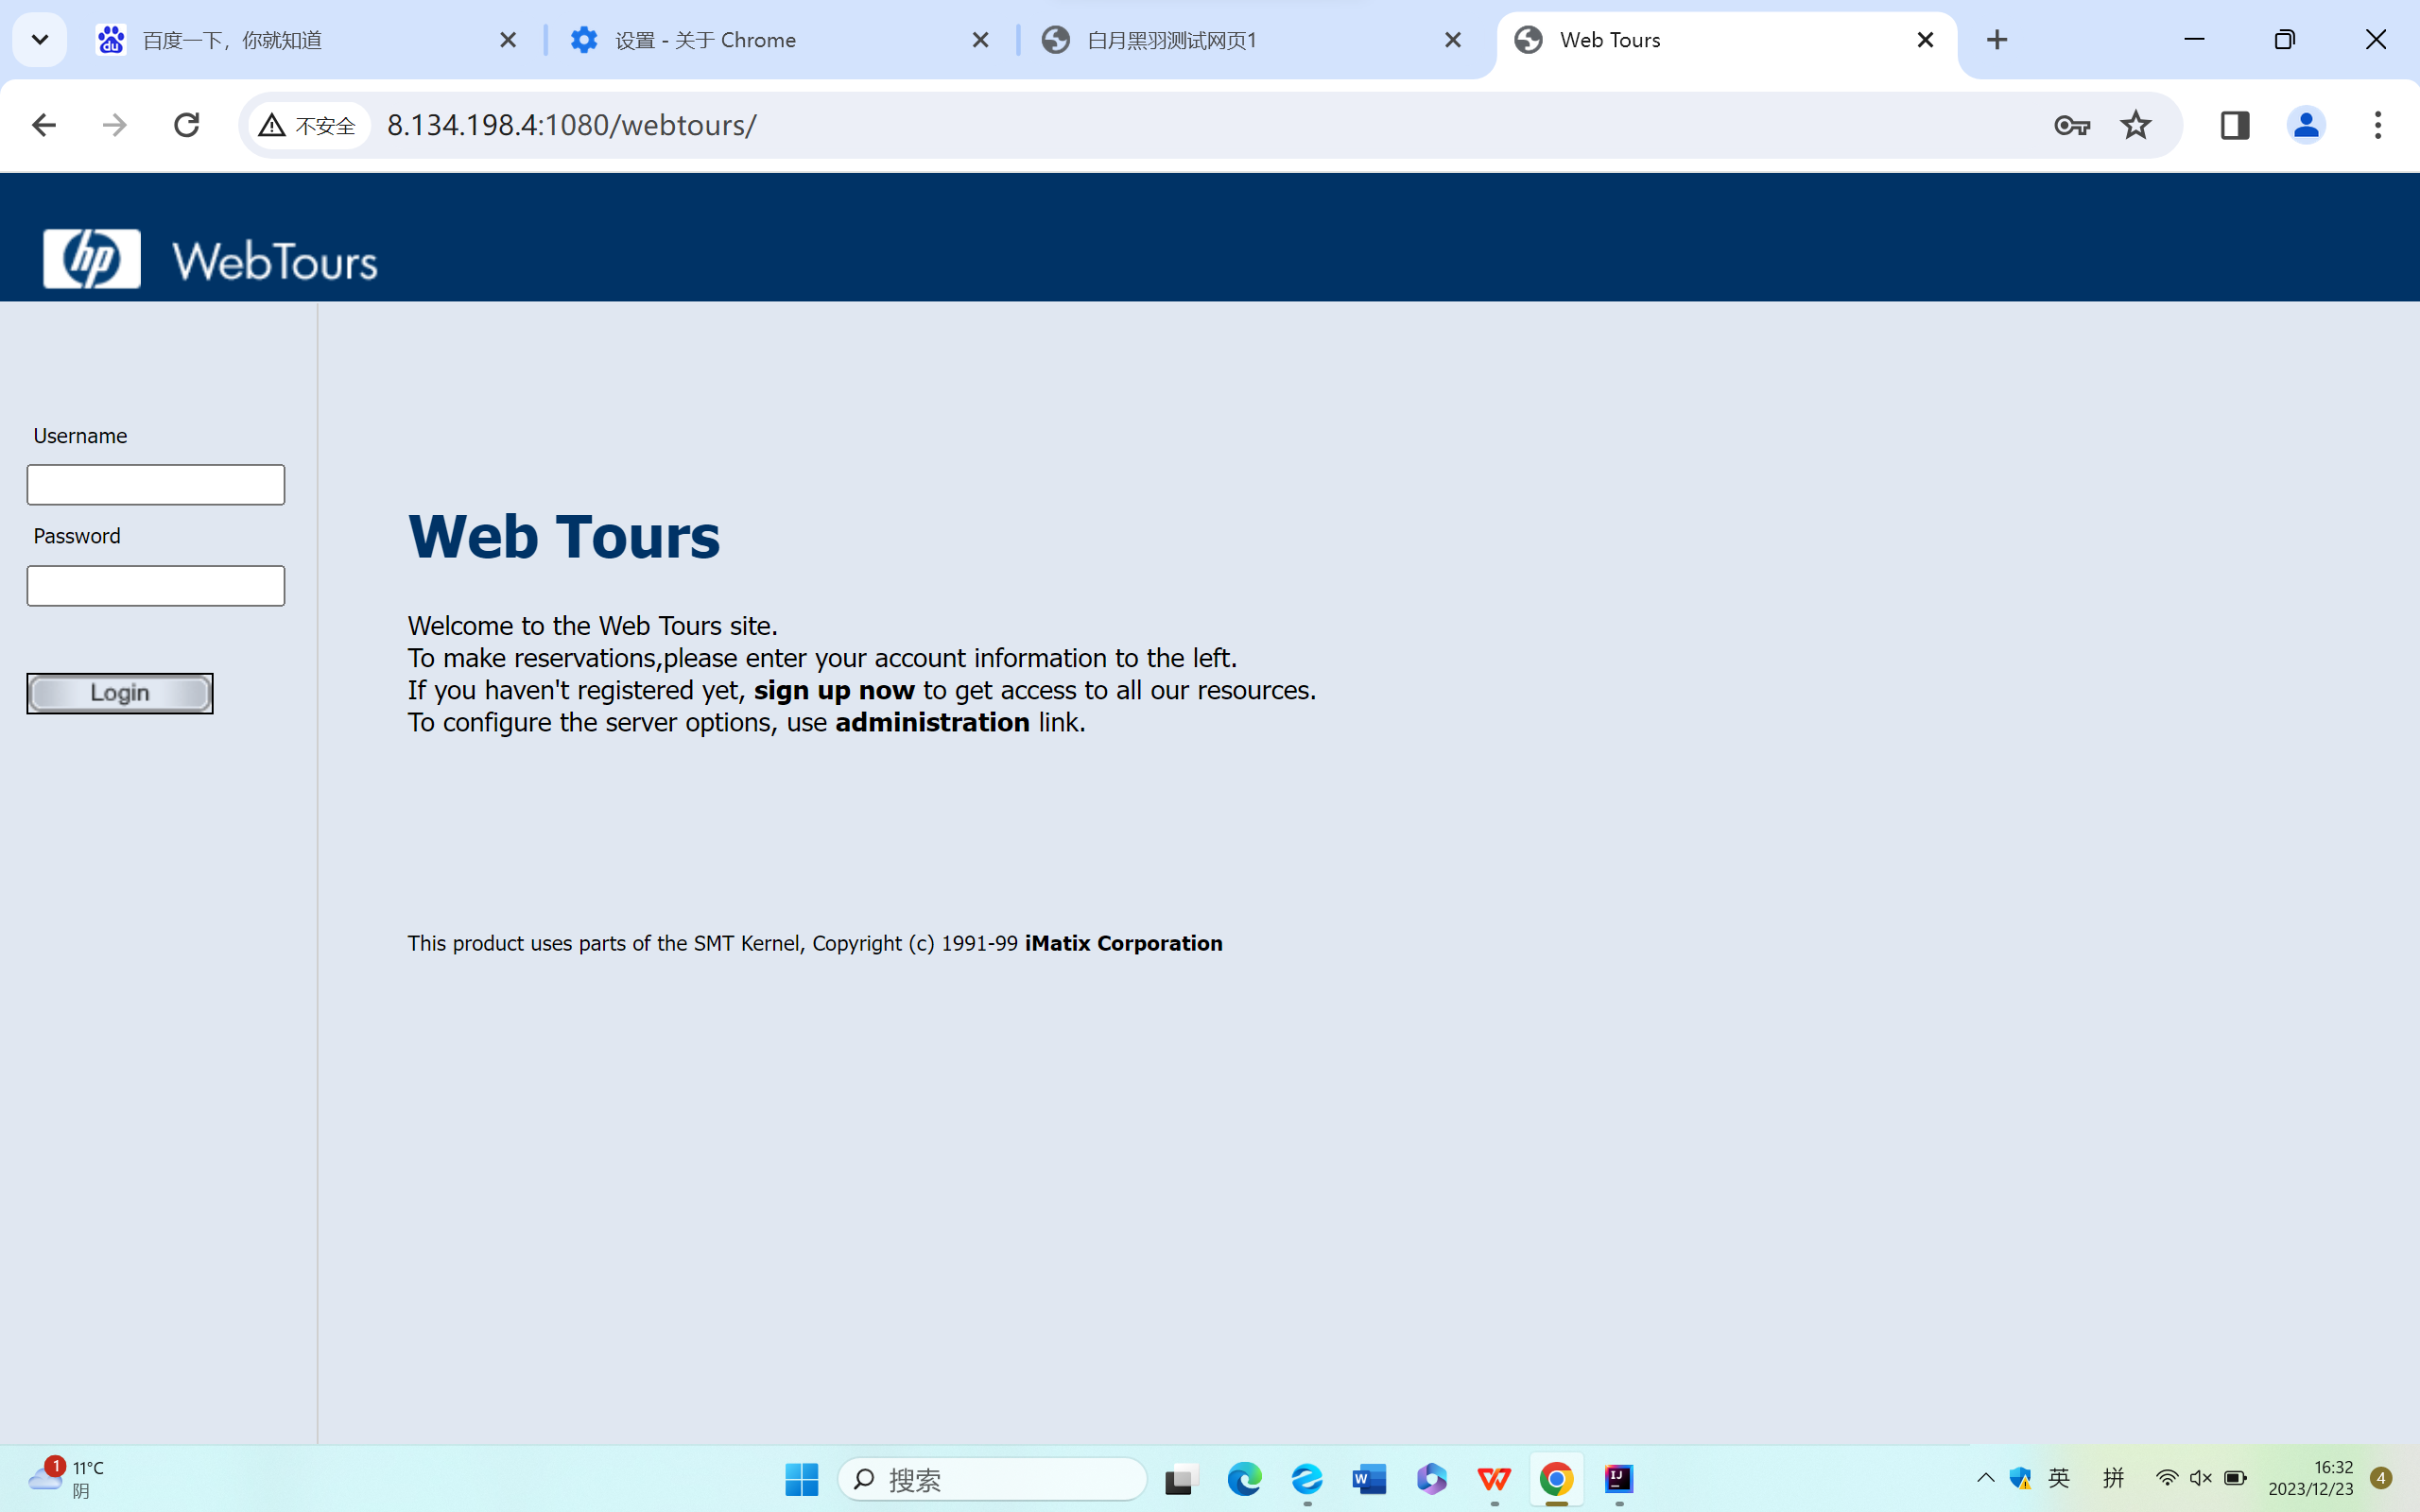 百度一下，你就知道
设置 - 关于 Chrome
白月黑羽测试网页1
Web Tours
不安全
8.134.198.4:1080/webtours/
hp WebTours
Username
Password
Login
Web Tours
Welcome to the Web Tours site.
To make reservations,please enter your account information to the left.
If you haven't registered yet, sign up now to get access to all our resources.
To configure the server options, use administration link.
This product uses parts of the SMT Kernel, Copyright (c) 1991-99 iMatix Corporation
1
11°C
阴
搜索
英
拼
16:32
2023/12/23
4